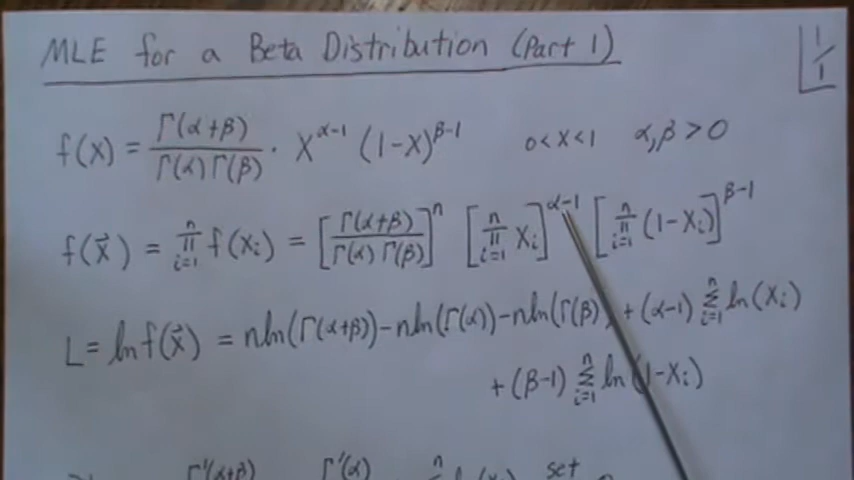 MLE for a Beta Distribution (Part 1)
1/1
f(x) = Γ(α+β) / Γ(α)Γ(β) · X^α-1 (1-X)^β-1 0<X<1 α,β>0
f(x⃗) = ∏_{i=1}^n f(x_i) = [Γ(α+β) / Γ(α)Γ(β)]^n [∏_{i=1}^n X_i]^α-1 [∏_{i=1}^n (1-X_i)]^β-1
L = ln f(x⃗) = n ln(Γ(α+β)) - n ln(Γ(α)) - n ln(Γ(β) + (α-1) Σ_{i=1}^n ln(X_i)
+ (β-1) Σ_{i=1}^n ln(1-X_i)
Γ'(α+β) Γ'(α) n set